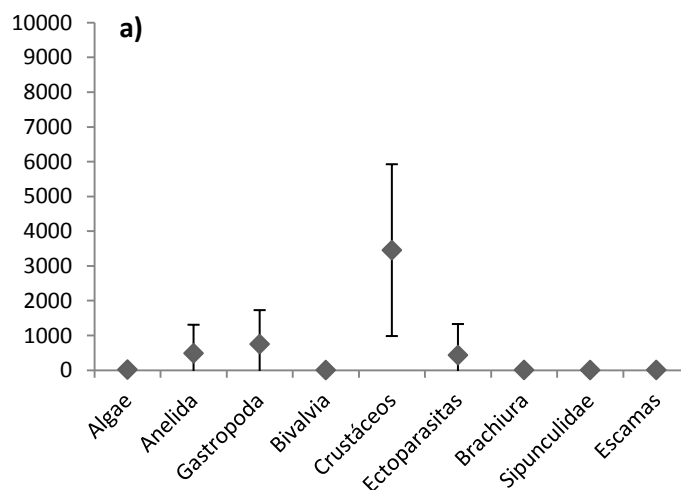 a)
10000
9000
8000
7000
6000
5000
4000
3000
2000
1000
0
Algae
Anelida
Gastropoda
Bivalvia
Crustáceos
Ectoparasitas
Brachiura
Sipunculidae
Escamas